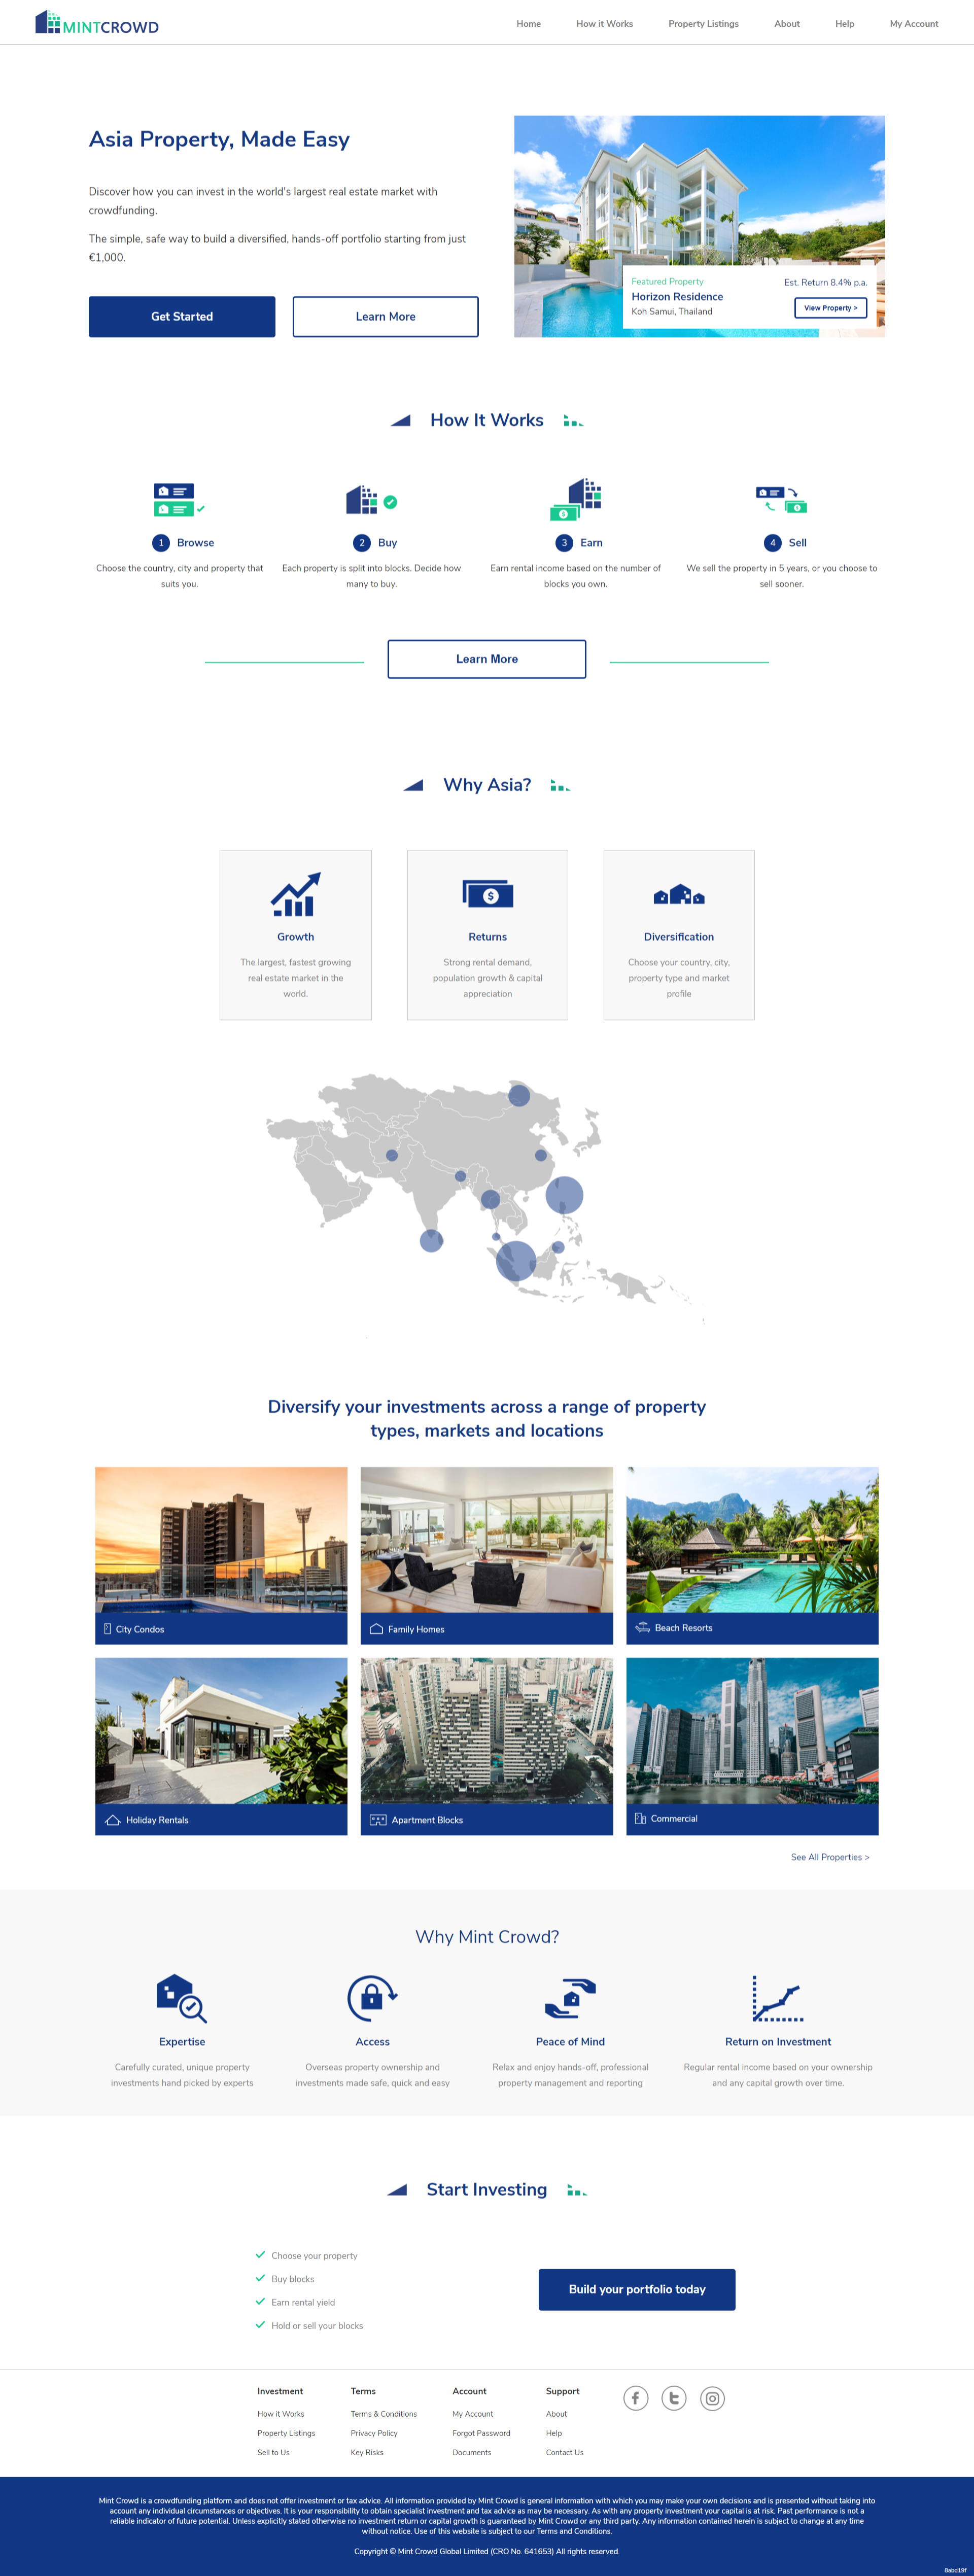 MINTCROWD
Home How it Works Property Listings About Help My Account
Asia Property, Made Easy
Discover how you can invest in the world's largest real estate market with
crowdfunding.
The simple, safe way to build a diversified, hands-off portfolio starting from just
€1,000.
Get Started Learn More
Featured Property
Horizon Residence
Koh Samui, Thailand
Est. Return 8.4% p.a.
View Property >
How It Works
1 Browse
Choose the country, city and property that
suits you.
2 Buy
Each property is split into blocks. Decide how
many to buy.
3 Earn
Earn rental income based on the number of
blocks you own.
4 Sell
We sell the property in 5 years, or you choose to
sell sooner.
Learn More
Why Asia?
Growth
The largest, fastest growing
real estate market in the
world.
Returns
Strong rental demand,
population growth & capital
appreciation
Diversification
Choose your country, city,
property type and market
profile
Diversify your investments across a range of property
types, markets and locations
City Condos
Family Homes
Beach Resorts
Holiday Rentals
Apartment Blocks
Commercial
See All Properties >
Why Mint Crowd?
Expertise
Carefully curated, unique property
investments hand picked by experts
Access
Overseas property ownership and
investments made safe, quick and easy
Peace of Mind
Relax and enjoy hands-off, professional
property management and reporting
Return on Investment
Regular rental income based on your ownership
and any capital growth over time.
Start Investing
Choose your property
Buy blocks
Earn rental yield
Hold or sell your blocks
Build your portfolio today
Investment
How it Works
Property Listings
Sell to Us
Terms
Terms & Conditions
Privacy Policy
Key Risks
Account
My Account
Forgot Password
Documents
Support
About
Help
Contact Us
Mint Crowd is a crowdfunding platform and does not offer investment or tax advice. All information provided by Mint Crowd is general information with which you may make your own decisions and is presented without taking into
account any individual circumstances or objectives. It is your responsibility to obtain specialist investment and tax advice as may be necessary. As with any property investment your capital is at risk. Past performance is not a
reliable indicator of future potential. Unless explicitly stated otherwise no investment return or capital growth is guaranteed by Mint Crowd or any third party. Any information contained herein is subject to change at any time
without notice. Use of this website is subject to our Terms and Conditions.
Copyright © Mint Crowd Global Limited (CRO No. 641653) All rights reserved.
8abd19f